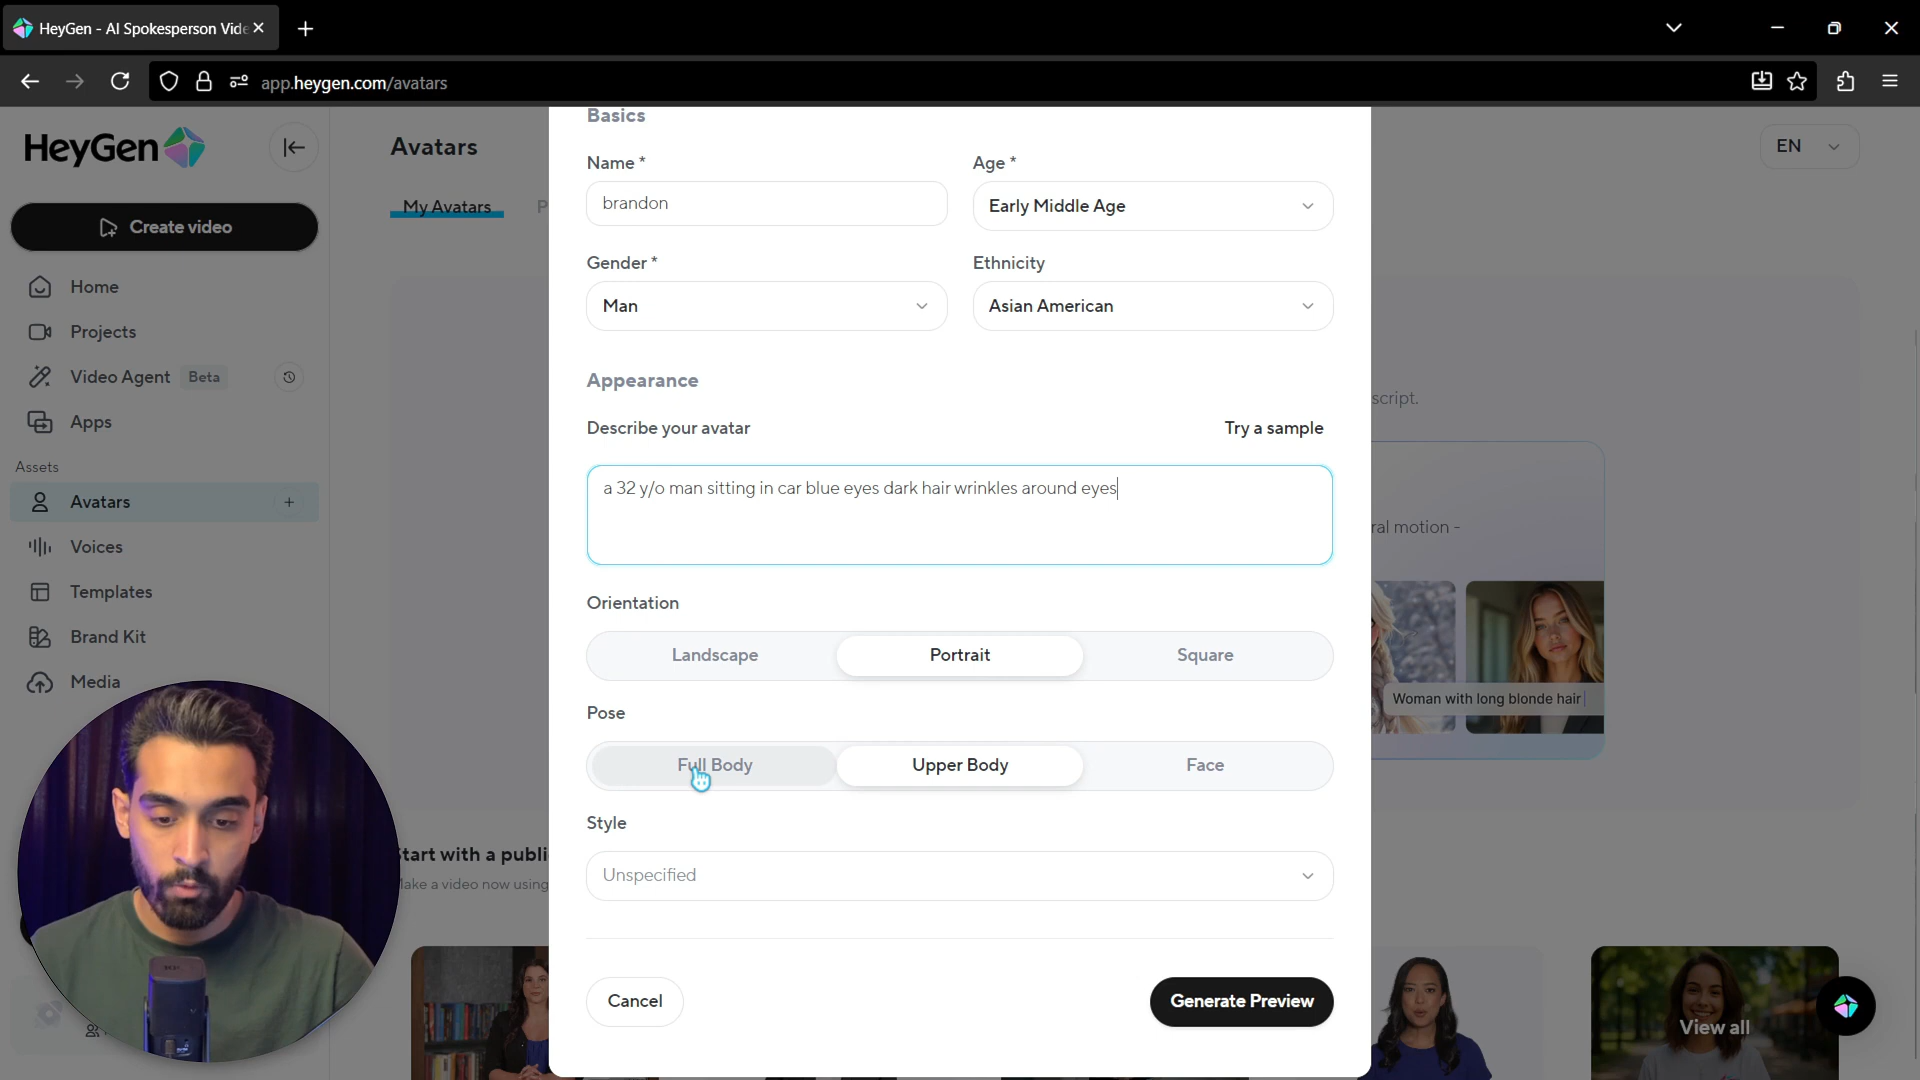 HeyGen - AI Spokesperson Vide
app.heygen.com/avatars
HeyGen
Create video
Home
Projects
Video Agent Beta
Apps
Assets
Avatars
Voices
Templates
Brand Kit
Media
Avatars
EN
My Avatars
P
Basics
Name *
Age *
brandon
Early Middle Age
Gender *
Ethnicity
Man
Asian American
Appearance
Describe your avatar
Try a sample
a 32 y/o man sitting in car blue eyes dark hair wrinkles around eyes
Orientation
Landscape
Portrait
Square
Pose
Full Body
Upper Body
Face
Style
Unspecified
Cancel
Generate Preview
script.
ral motion -
Woman with long blonde hair
tart with a publi
ake a video now using
View all